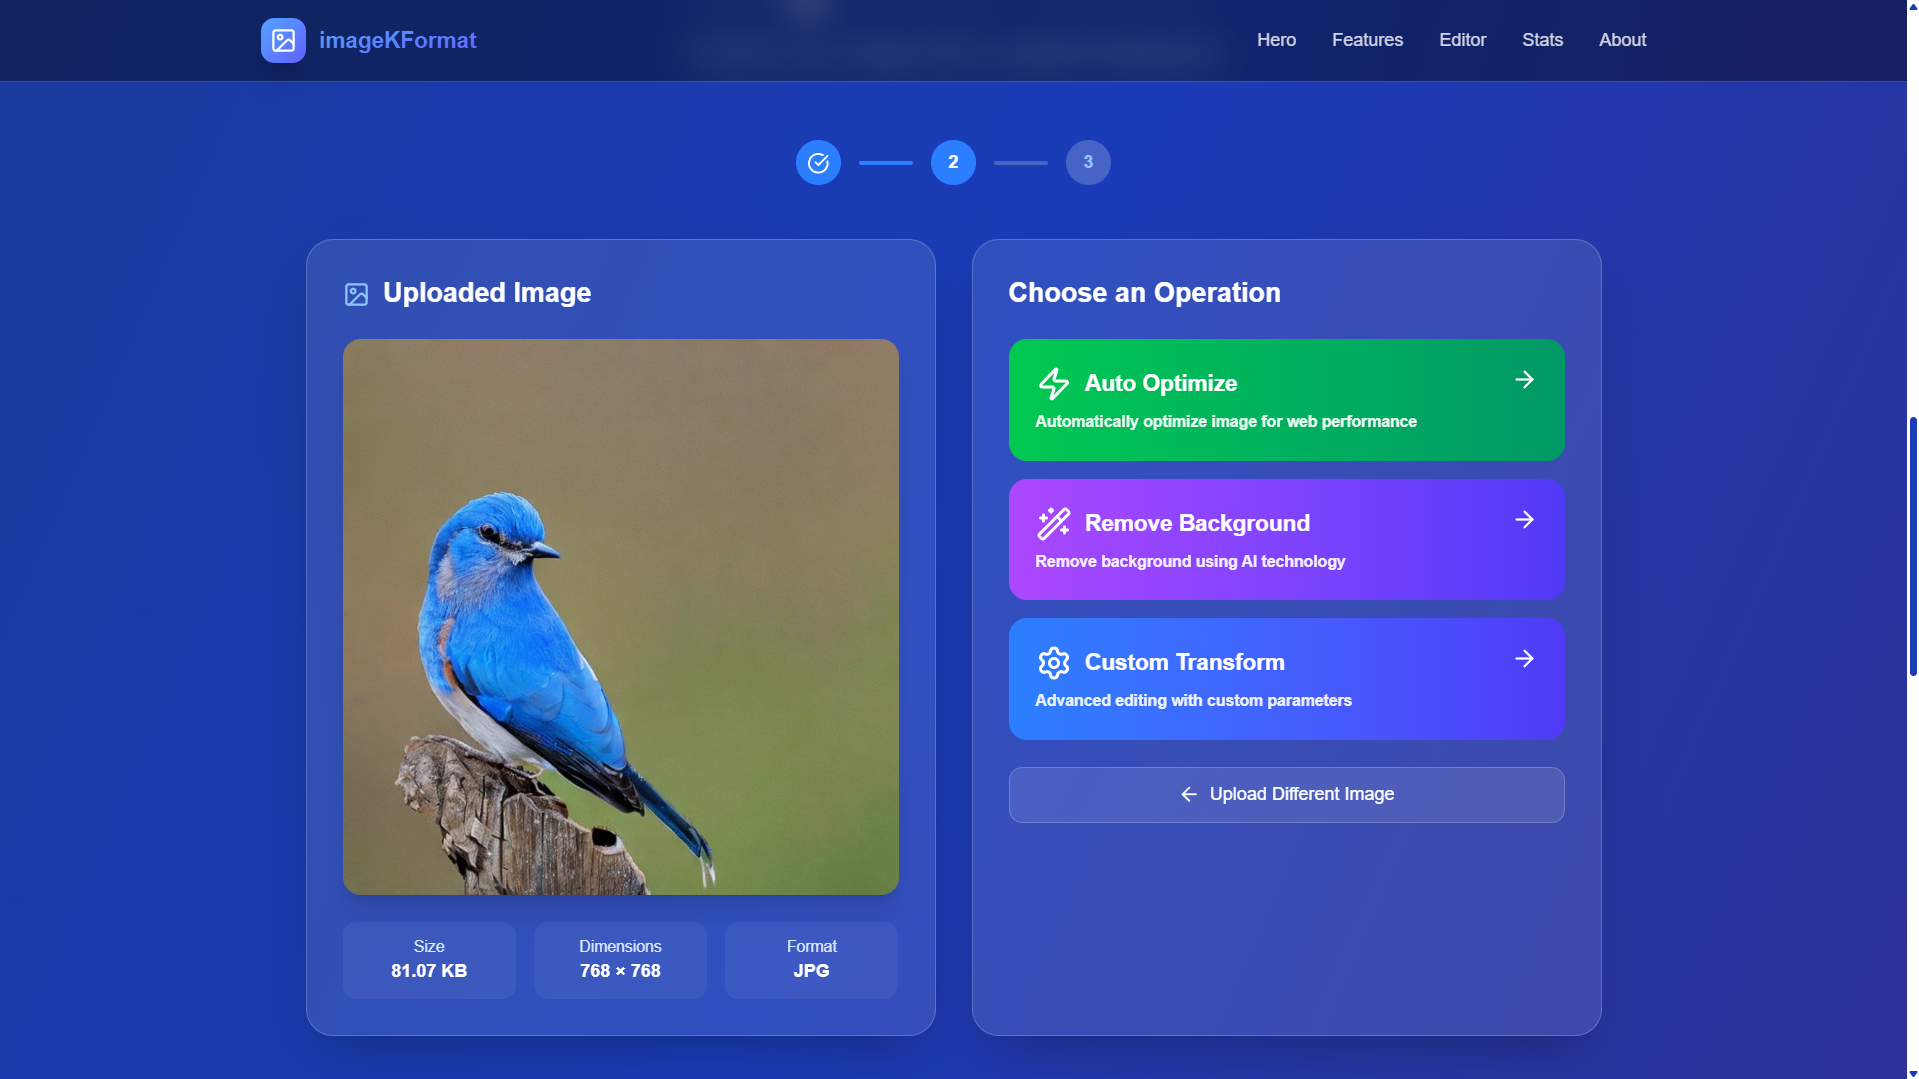 imageKFormat
Hero
Features
Editor
Stats
About
2
3
Uploaded Image
Size
81.07 KB
Dimensions
768 × 768
Format
JPG
Choose an Operation
Auto Optimize
Automatically optimize image for web performance
Remove Background
Remove background using AI technology
Custom Transform
Advanced editing with custom parameters
Upload Different Image